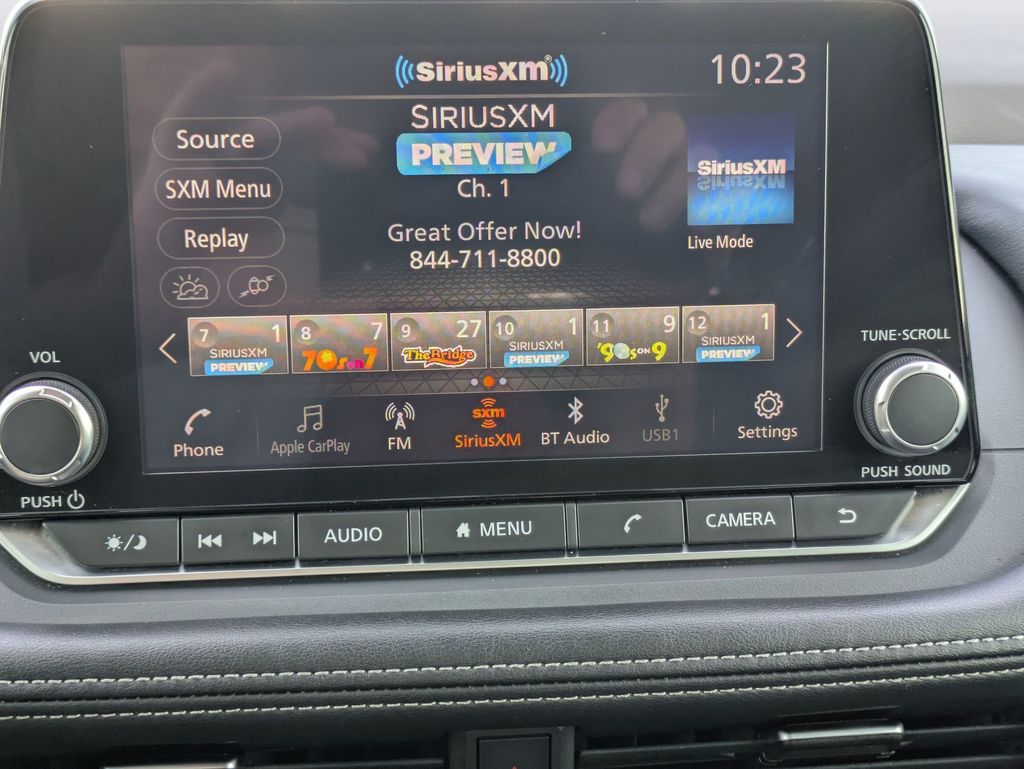 SiriusXM
10:23
SIRIUSXM
PREVIEW
Ch. 1
Great Offer Now!
844-711-8800
Source
SXM Menu
Replay
SiriusXM
Live Mode
7 1
SIRIUSXM
PREVIEW
8 7
70s on 7
9 27
The Bridge
10 1
SIRIUSXM
PREVIEW
11 9
'90s ON 9
12 1
SIRIUSXM
PREVIEW
Phone
Apple CarPlay
FM
sxm
SiriusXM
BT Audio
USB1
Settings
VOL
PUSH
TUNE·SCROLL
PUSH SOUND
AUDIO
MENU
CAMERA